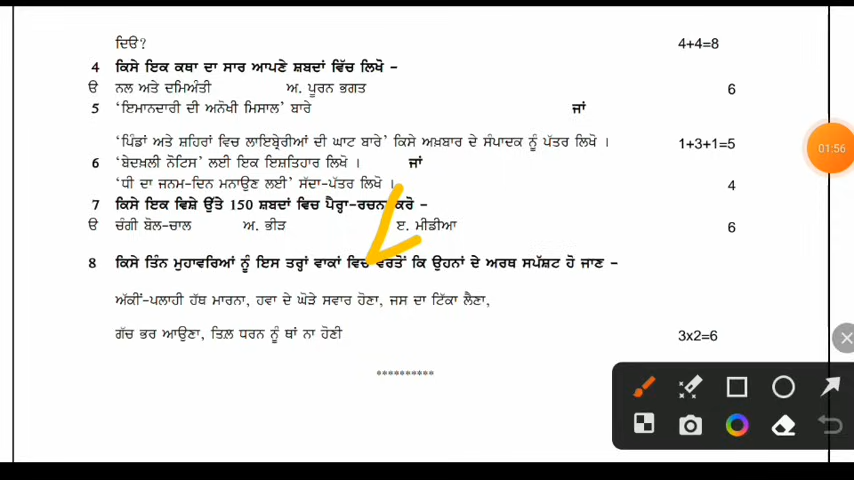 ਦਿਓ? 4+4=8
4 ਕਿਸੇ ਇਕ ਕਥਾ ਦਾ ਸਾਰ ਆਪਣੇ ਸ਼ਬਦਾਂ ਵਿੱਚ ਲਿਖੋ –
ੳ ਨਲ ਅਤੇ ਦਮਿਅੰਤੀ ਅ. ਪੂਰਨ ਭਗਤ 6
5 ‘ਇਮਾਨਦਾਰੀ ਦੀ ਅਨੋਖੀ ਮਿਸਾਲ’ ਬਾਰੇ ਜਾਂ
‘ਪਿੰਡਾਂ ਅਤੇ ਸ਼ਹਿਰਾਂ ਵਿਚ ਲਾਇਬ੍ਰੇਰੀਆਂ ਦੀ ਘਾਟ ਬਾਰੇ’ ਕਿਸੇ ਅਖ਼ਬਾਰ ਦੇ ਸੰਪਾਦਕ ਨੂੰ ਪੱਤਰ ਲਿਖੋ । 1+3+1=5
6 ‘ਬੇਦਖ਼ਲੀ ਨੋਟਿਸ’ ਲਈ ਇਕ ਇਸ਼ਤਿਹਾਰ ਲਿਖੋ । ਜਾਂ
‘ਧੀ ਦਾ ਜਨਮ-ਦਿਨ ਮਨਾਉਣ ਲਈ’ ਸੱਦਾ-ਪੱਤਰ ਲਿਖੋ । 4
7 ਕਿਸੇ ਇਕ ਵਿਸ਼ੇ ਉੱਤੇ 150 ਸ਼ਬਦਾਂ ਵਿਚ ਪੈਰ੍ਹਾ-ਰਚਨਾ ਕਰੋ –
ੳ ਚੰਗੀ ਬੋਲ-ਚਾਲ ਅ. ਭੀੜ ੲ. ਮੀਡੀਆ 6
8 ਕਿਸੇ ਤਿੰਨ ਮੁਹਾਵਰਿਆਂ ਨੂੰ ਇਸ ਤਰ੍ਹਾਂ ਵਾਕਾਂ ਵਿਚ ਵਰਤੋਂ ਕਿ ਉਹਨਾਂ ਦੇ ਅਰਥ ਸਪੱਸ਼ਟ ਹੋ ਜਾਣ –
ਅੱਕੀਂ-ਪਲਾਹੀ ਹੱਥ ਮਾਰਨਾ, ਹਵਾ ਦੇ ਘੋੜੇ ਸਵਾਰ ਹੋਣਾ, ਜਸ ਦਾ ਟਿੱਕਾ ਲੈਣਾ,
ਗੱਚ ਭਰ ਆਉਣਾ, ਤਿਲ਼ ਧਰਨ ਨੂੰ ਥਾਂ ਨਾ ਹੋਣੀ 3x2=6
**********
01:56